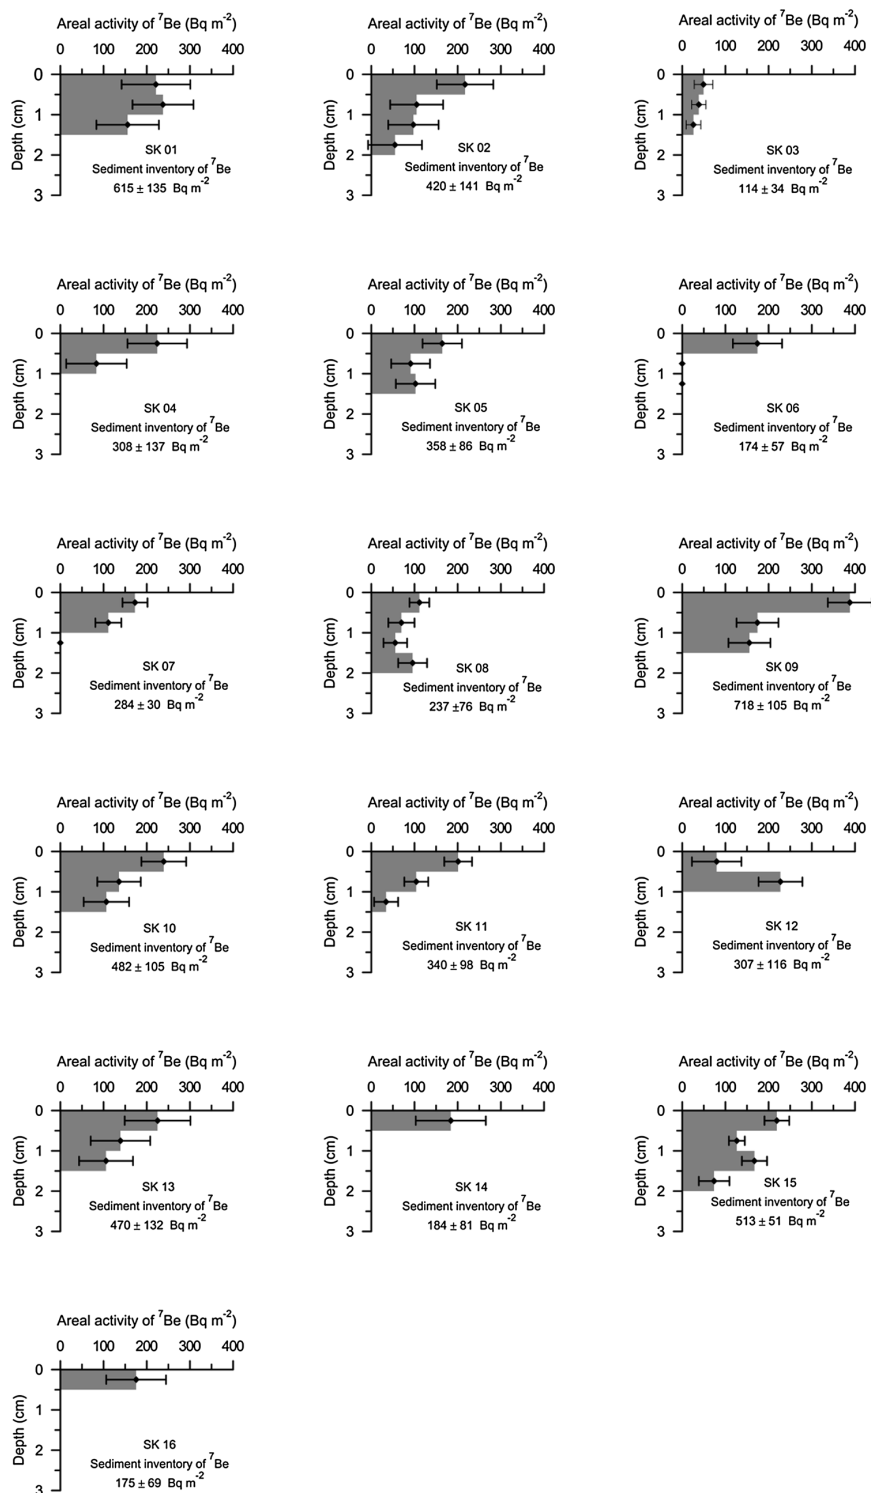 Areal activity of ⁷Be (Bq m⁻²)
0 100 200 300 400
Depth (cm)
0
1
2
3
SK 01
Sediment inventory of ⁷Be
615 ± 135 Bq m⁻²
Areal activity of ⁷Be (Bq m⁻²)
0 100 200 300 400
Depth (cm)
0
1
2
3
SK 02
Sediment inventory of ⁷Be
420 ± 141 Bq m⁻²
Areal activity of ⁷Be (Bq m⁻²)
0 100 200 300 400
Depth (cm)
0
1
2
3
SK 03
Sediment inventory of ⁷Be
114 ± 34 Bq m⁻²
Areal activity of ⁷Be (Bq m⁻²)
0 100 200 300 400
Depth (cm)
0
1
2
3
SK 04
Sediment inventory of ⁷Be
308 ± 137 Bq m⁻²
Areal activity of ⁷Be (Bq m⁻²)
0 100 200 300 400
Depth (cm)
0
1
2
3
SK 05
Sediment inventory of ⁷Be
358 ± 86 Bq m⁻²
Areal activity of ⁷Be (Bq m⁻²)
0 100 200 300 400
Depth (cm)
0
1
2
3
SK 06
Sediment inventory of ⁷Be
174 ± 57 Bq m⁻²
Areal activity of ⁷Be (Bq m⁻²)
0 100 200 300 400
Depth (cm)
0
1
2
3
SK 07
Sediment inventory of ⁷Be
284 ± 30 Bq m⁻²
Areal activity of ⁷Be (Bq m⁻²)
0 100 200 300 400
Depth (cm)
0
1
2
3
SK 08
Sediment inventory of ⁷Be
237 ±76 Bq m⁻²
Areal activity of ⁷Be (Bq m⁻²)
0 100 200 300 400
Depth (cm)
0
1
2
3
SK 09
Sediment inventory of ⁷Be
718 ± 105 Bq m⁻²
Areal activity of ⁷Be (Bq m⁻²)
0 100 200 300 400
Depth (cm)
0
1
2
3
SK 10
Sediment inventory of ⁷Be
482 ± 105 Bq m⁻²
Areal activity of ⁷Be (Bq m⁻²)
0 100 200 300 400
Depth (cm)
0
1
2
3
SK 11
Sediment inventory of ⁷Be
340 ± 98 Bq m⁻²
Areal activity of ⁷Be (Bq m⁻²)
0 100 200 300 400
Depth (cm)
0
1
2
3
SK 12
Sediment inventory of ⁷Be
307 ± 116 Bq m⁻²
Areal activity of ⁷Be (Bq m⁻²)
0 100 200 300 400
Depth (cm)
0
1
2
3
SK 13
Sediment inventory of ⁷Be
470 ± 132 Bq m⁻²
Areal activity of ⁷Be (Bq m⁻²)
0 100 200 300 400
Depth (cm)
0
1
2
3
SK 14
Sediment inventory of ⁷Be
184 ± 81 Bq m⁻²
Areal activity of ⁷Be (Bq m⁻²)
0 100 200 300 400
Depth (cm)
0
1
2
3
SK 15
Sediment inventory of ⁷Be
513 ± 51 Bq m⁻²
Areal activity of ⁷Be (Bq m⁻²)
0 100 200 300 400
Depth (cm)
0
1
2
3
SK 16
Sediment inventory of ⁷Be
175 ± 69 Bq m⁻²